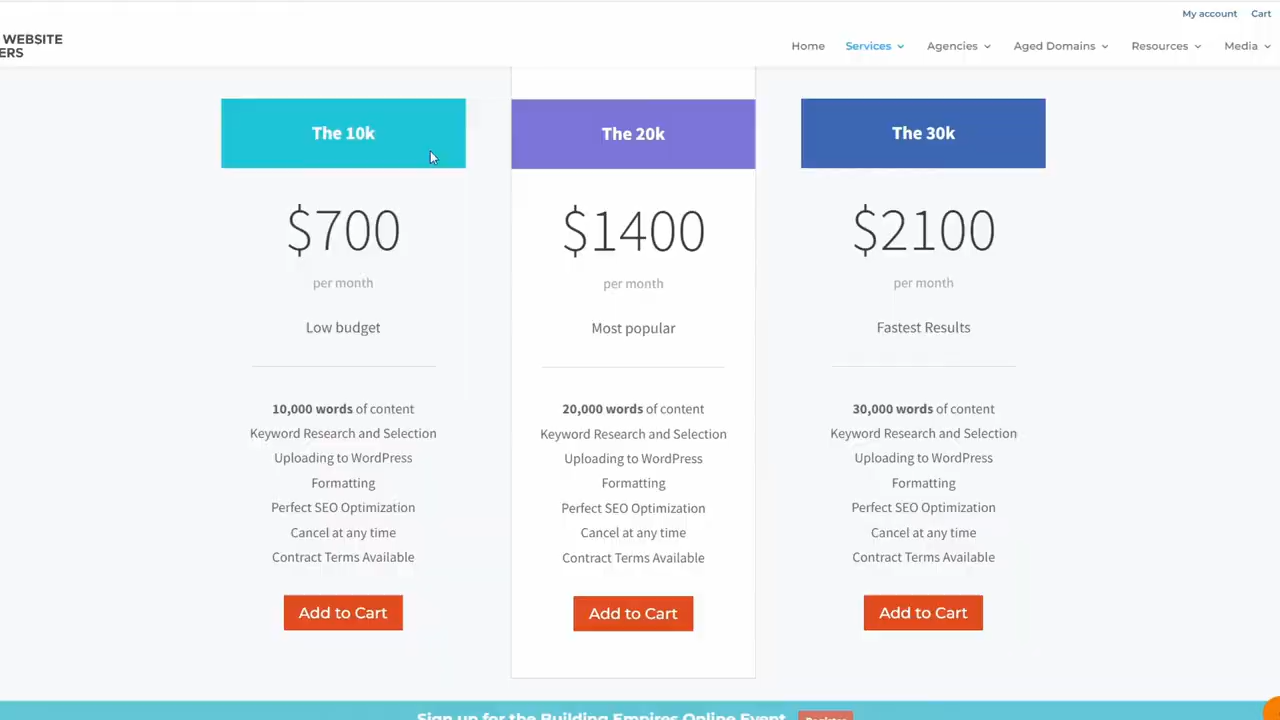 My account Cart
WEBSITE
ERS
Home Services Agencies Aged Domains Resources Media
The 10k
$700
per month
Low budget
10,000 words of content
Keyword Research and Selection
Uploading to WordPress
Formatting
Perfect SEO Optimization
Cancel at any time
Contract Terms Available
Add to Cart
The 20k
$1400
per month
Most popular
20,000 words of content
Keyword Research and Selection
Uploading to WordPress
Formatting
Perfect SEO Optimization
Cancel at any time
Contract Terms Available
Add to Cart
The 30k
$2100
per month
Fastest Results
30,000 words of content
Keyword Research and Selection
Uploading to WordPress
Formatting
Perfect SEO Optimization
Cancel at any time
Contract Terms Available
Add to Cart
Sign up for the Building Empires Online Event Register